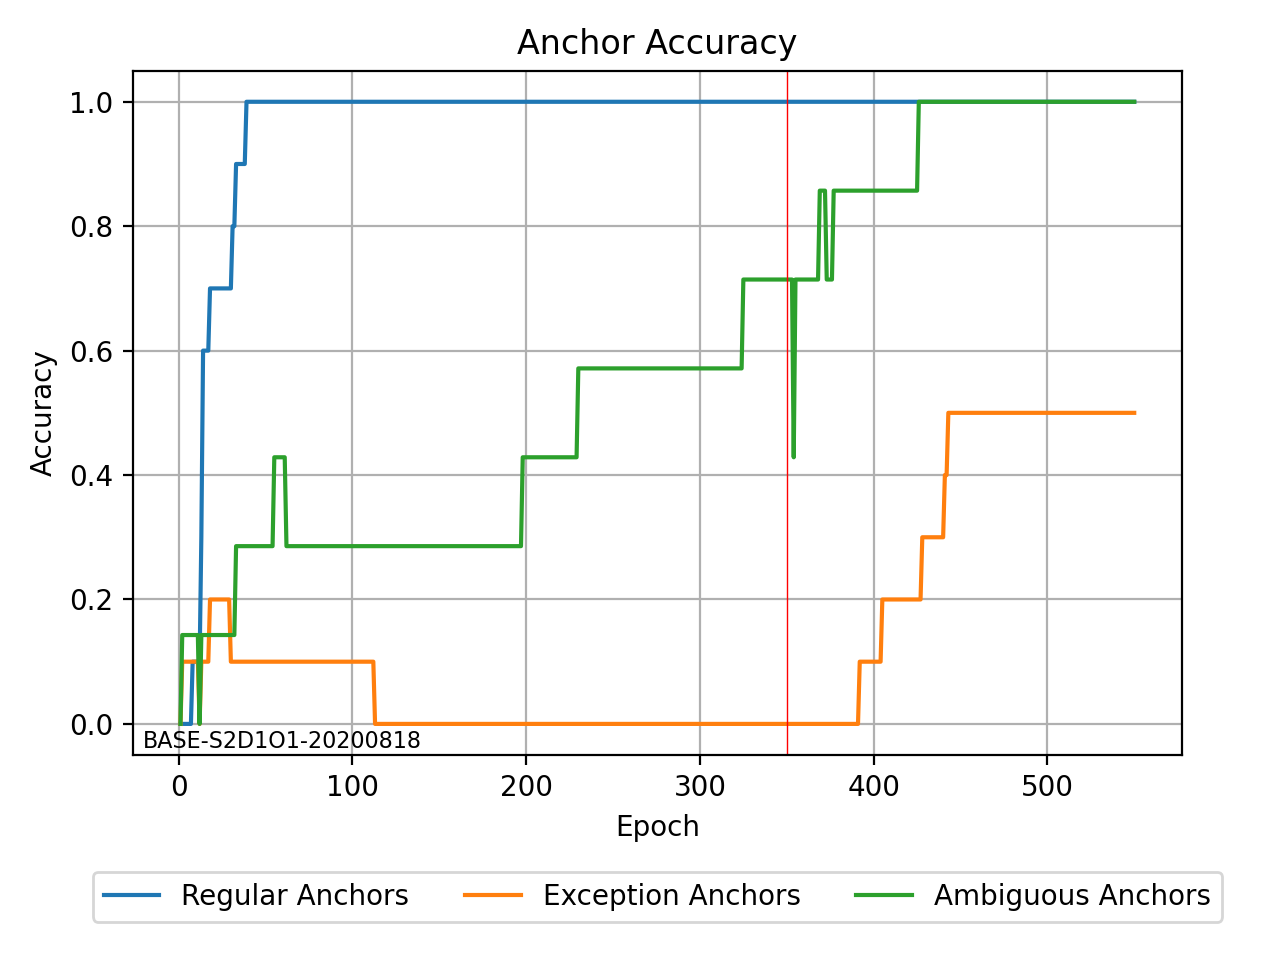 Anchor Accuracy
Accuracy
1.0
0.8
0.6
0.4
0.2
0.0
BASE-S2D1O1-20200818
0 100 200 300 400 500
Epoch
Regular Anchors Exception Anchors Ambiguous Anchors